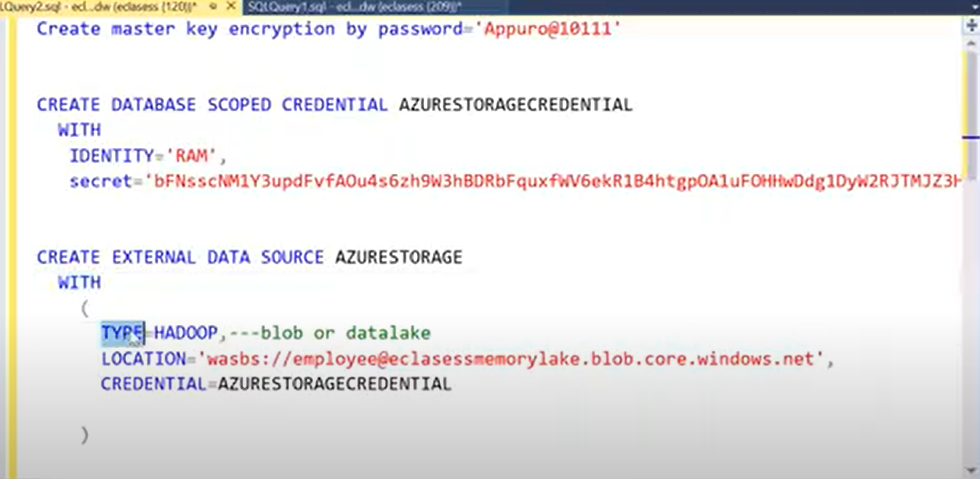 LQuery2.sql - ecl...dw (eclasess (120))* SQLQuery1.sql - ecl...dw (eclasess (209))*
Create master key encryption by password='Appuro@10111'
CREATE DATABASE SCOPED CREDENTIAL AZURESTORAGECREDENTIAL
WITH
IDENTITY='RAM',
secret='bFNsscNM1Y3updFvfAOu4s6zh9W3hBDRbFquxfWV6ekR1B4htgpOA1uFOHHwDdg1DyW2RJTMJZ3H
CREATE EXTERNAL DATA SOURCE AZURESTORAGE
WITH
(
TYPE=HADOOP,---blob or datalake
LOCATION='wasbs://employee@eclasessmemorylake.blob.core.windows.net',
CREDENTIAL=AZURESTORAGECREDENTIAL
)